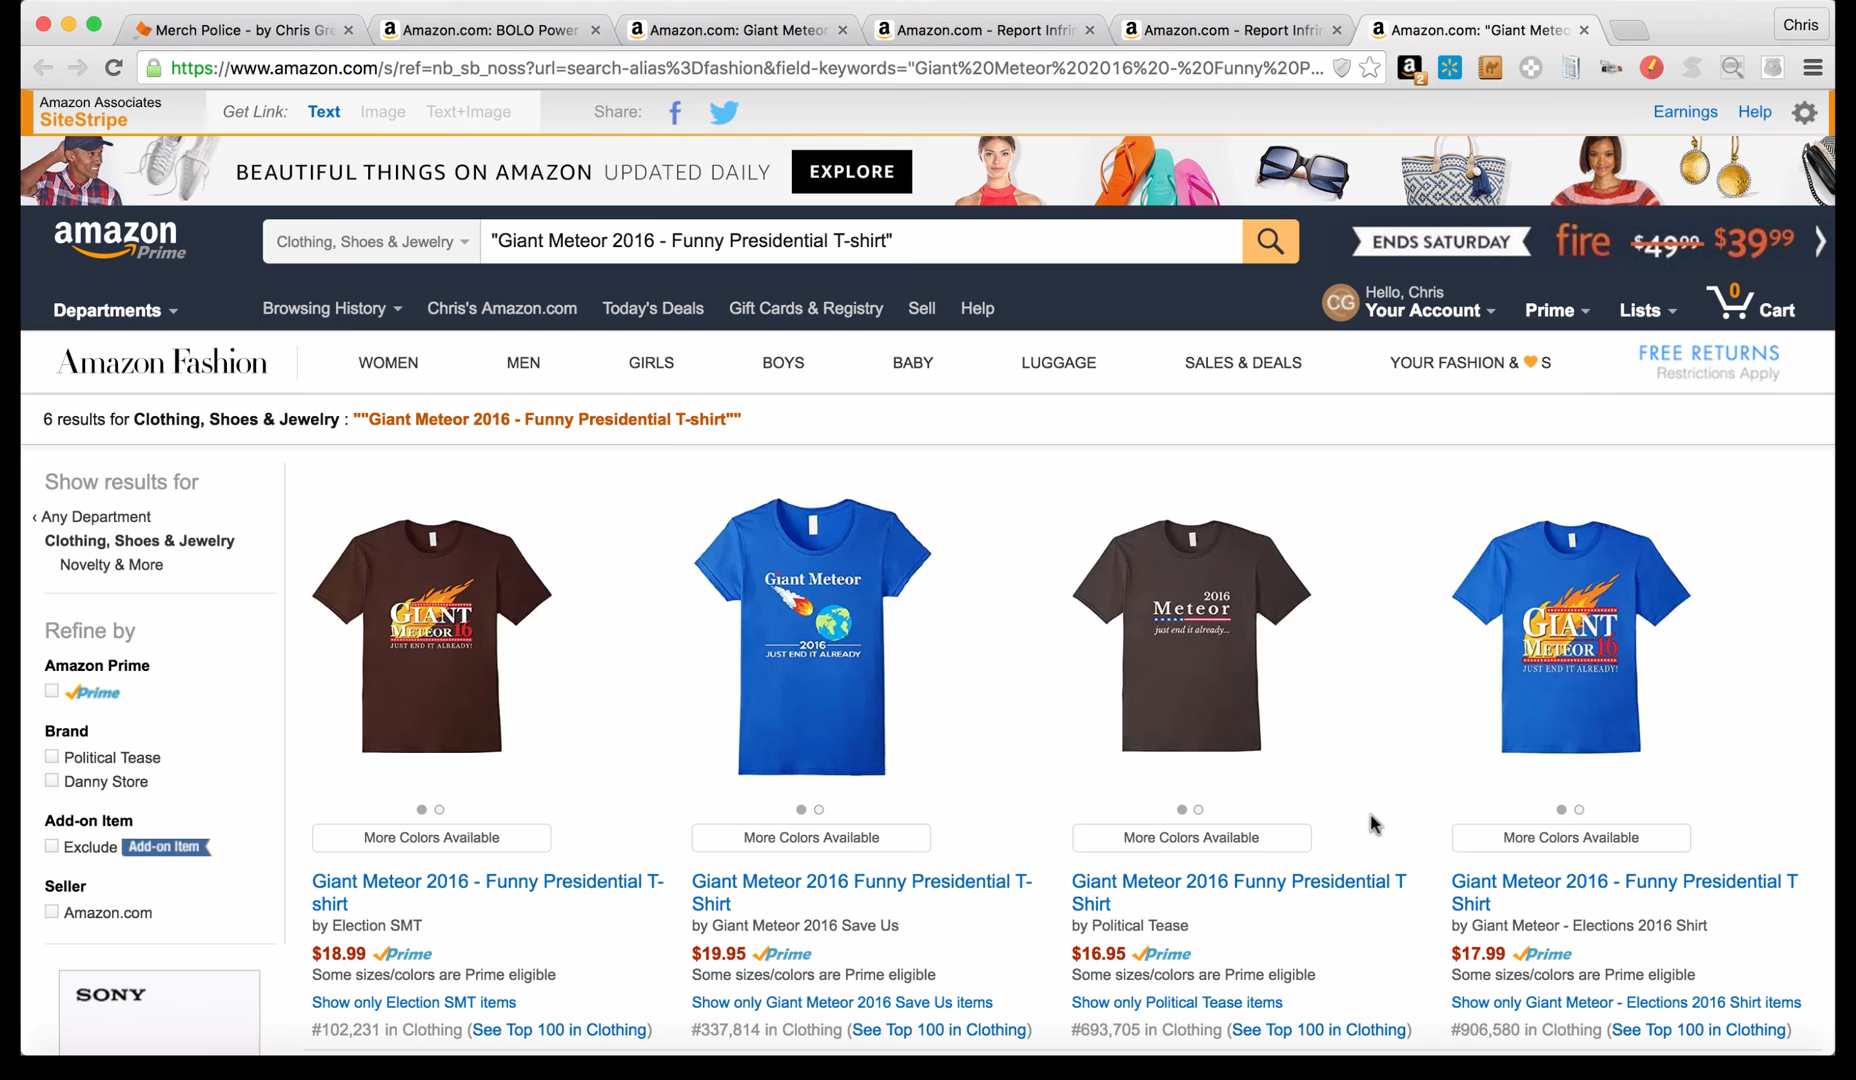 Merch Police - by Chris Gre
Amazon.com: BOLO Power
Amazon.com: Giant Meteor
Amazon.com - Report Infrin
Amazon.com - Report Infrin
Amazon.com: "Giant Meteo
Chris
https://www.amazon.com/s/ref=nb_sb_noss?url=search-alias%3Dfashion&field-keywords="Giant%20Meteor%202016%20-%20Funny%20P...
2
Amazon Associates
SiteStripe
Get Link: Text Image Text+Image
Share:
Earnings Help
BEAUTIFUL THINGS ON AMAZON UPDATED DAILY EXPLORE
amazon
Prime
Clothing, Shoes & Jewelry
"Giant Meteor 2016 - Funny Presidential T-shirt"
ENDS SATURDAY fire $49.99 $39.99
Departments
Browsing History Chris's Amazon.com Today's Deals Gift Cards & Registry Sell Help
CG
Hello, Chris
Your Account
Prime
Lists
0
Cart
Amazon Fashion
WOMEN MEN GIRLS BOYS BABY LUGGAGE SALES & DEALS YOUR FASHION & S
FREE RETURNS
Restrictions Apply
6 results for Clothing, Shoes & Jewelry : ""Giant Meteor 2016 - Funny Presidential T-shirt""
Show results for
‹ Any Department
Clothing, Shoes & Jewelry
Novelty & More
Refine by
Amazon Prime
Prime
Brand
Political Tease
Danny Store
Add-on Item
Exclude Add-on Item
Seller
Amazon.com
SONY
GIANT
METEOR 16
JUST END IT ALREADY!
More Colors Available
Giant Meteor 2016 - Funny Presidential T-
shirt
by Election SMT
$18.99 Prime
Some sizes/colors are Prime eligible
Show only Election SMT items
#102,231 in Clothing (See Top 100 in Clothing)
Giant Meteor
2016
JUST END IT ALREADY
More Colors Available
Giant Meteor 2016 Funny Presidential T-
Shirt
by Giant Meteor 2016 Save Us
$19.95 Prime
Some sizes/colors are Prime eligible
Show only Giant Meteor 2016 Save Us items
#337,814 in Clothing (See Top 100 in Clothing)
2016
Meteor
just end it already...
More Colors Available
Giant Meteor 2016 Funny Presidential T
Shirt
by Political Tease
$16.95 Prime
Some sizes/colors are Prime eligible
Show only Political Tease items
#693,705 in Clothing (See Top 100 in Clothing)
GIANT
METEOR 16
JUST END IT ALREADY!
More Colors Available
Giant Meteor 2016 - Funny Presidential T
Shirt
by Giant Meteor - Elections 2016 Shirt
$17.99 Prime
Some sizes/colors are Prime eligible
Show only Giant Meteor - Elections 2016 Shirt items
#906,580 in Clothing (See Top 100 in Clothing)